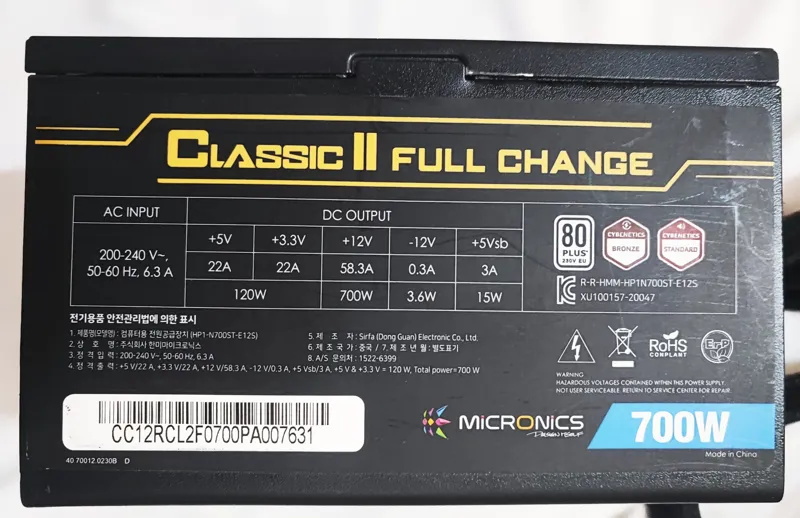 CLASSIC II FULL CHANGE
AC INPUT DC OUTPUT
+5V +3.3V +12V -12V +5Vsb
200-240 V~,
50-60 Hz, 6.3 A
22A 22A 58.3A 0.3A 3A
120W 700W 3.6W 15W
80
PLUS
230V EU
CYBENETICS
BRONZE
CYBENETICS
STANDARD
R-R-HMM-HP1N700ST-E12S
XU100157-20047
전기용품 안전관리법에 의한 표시
1. 제품명(모델명) : 컴퓨터용 전원공급장치 (HP1-N700ST-E12S)
2. 상 호 명 : 주식회사 한미마이크로닉스
3. 정 격 입 력 : 200-240 V~, 50-60 Hz, 6.3 A
4. 정 격 출 력 : +5 V/22 A, +3.3 V/22 A, +12 V/58.3 A, -12 V/0.3 A, +5 Vsb/3 A, +5 V & +3.3 V = 120 W, Total power=700 W
5. 제 조 자 : Sirfa (Dong Guan) Electronic Co., Ltd.
6. 제 조 국 가 : 중국 / 7. 제 조 년 월 : 별도표기
8. A/S 문의처 : 1522-6399
RoHS
COMPLIANT
ErP
WARNING
HAZARDOUS VOLTAGES CONTAINED WITHIN THIS POWER SUPPLY.
NOT USER SERVICEABLE. RETURN TO SERVICE CENTER FOR REPAIR.
CC12RCL2F0700PA007631
MiCRONiCS
700W
Made in China
40 70012.0230B D